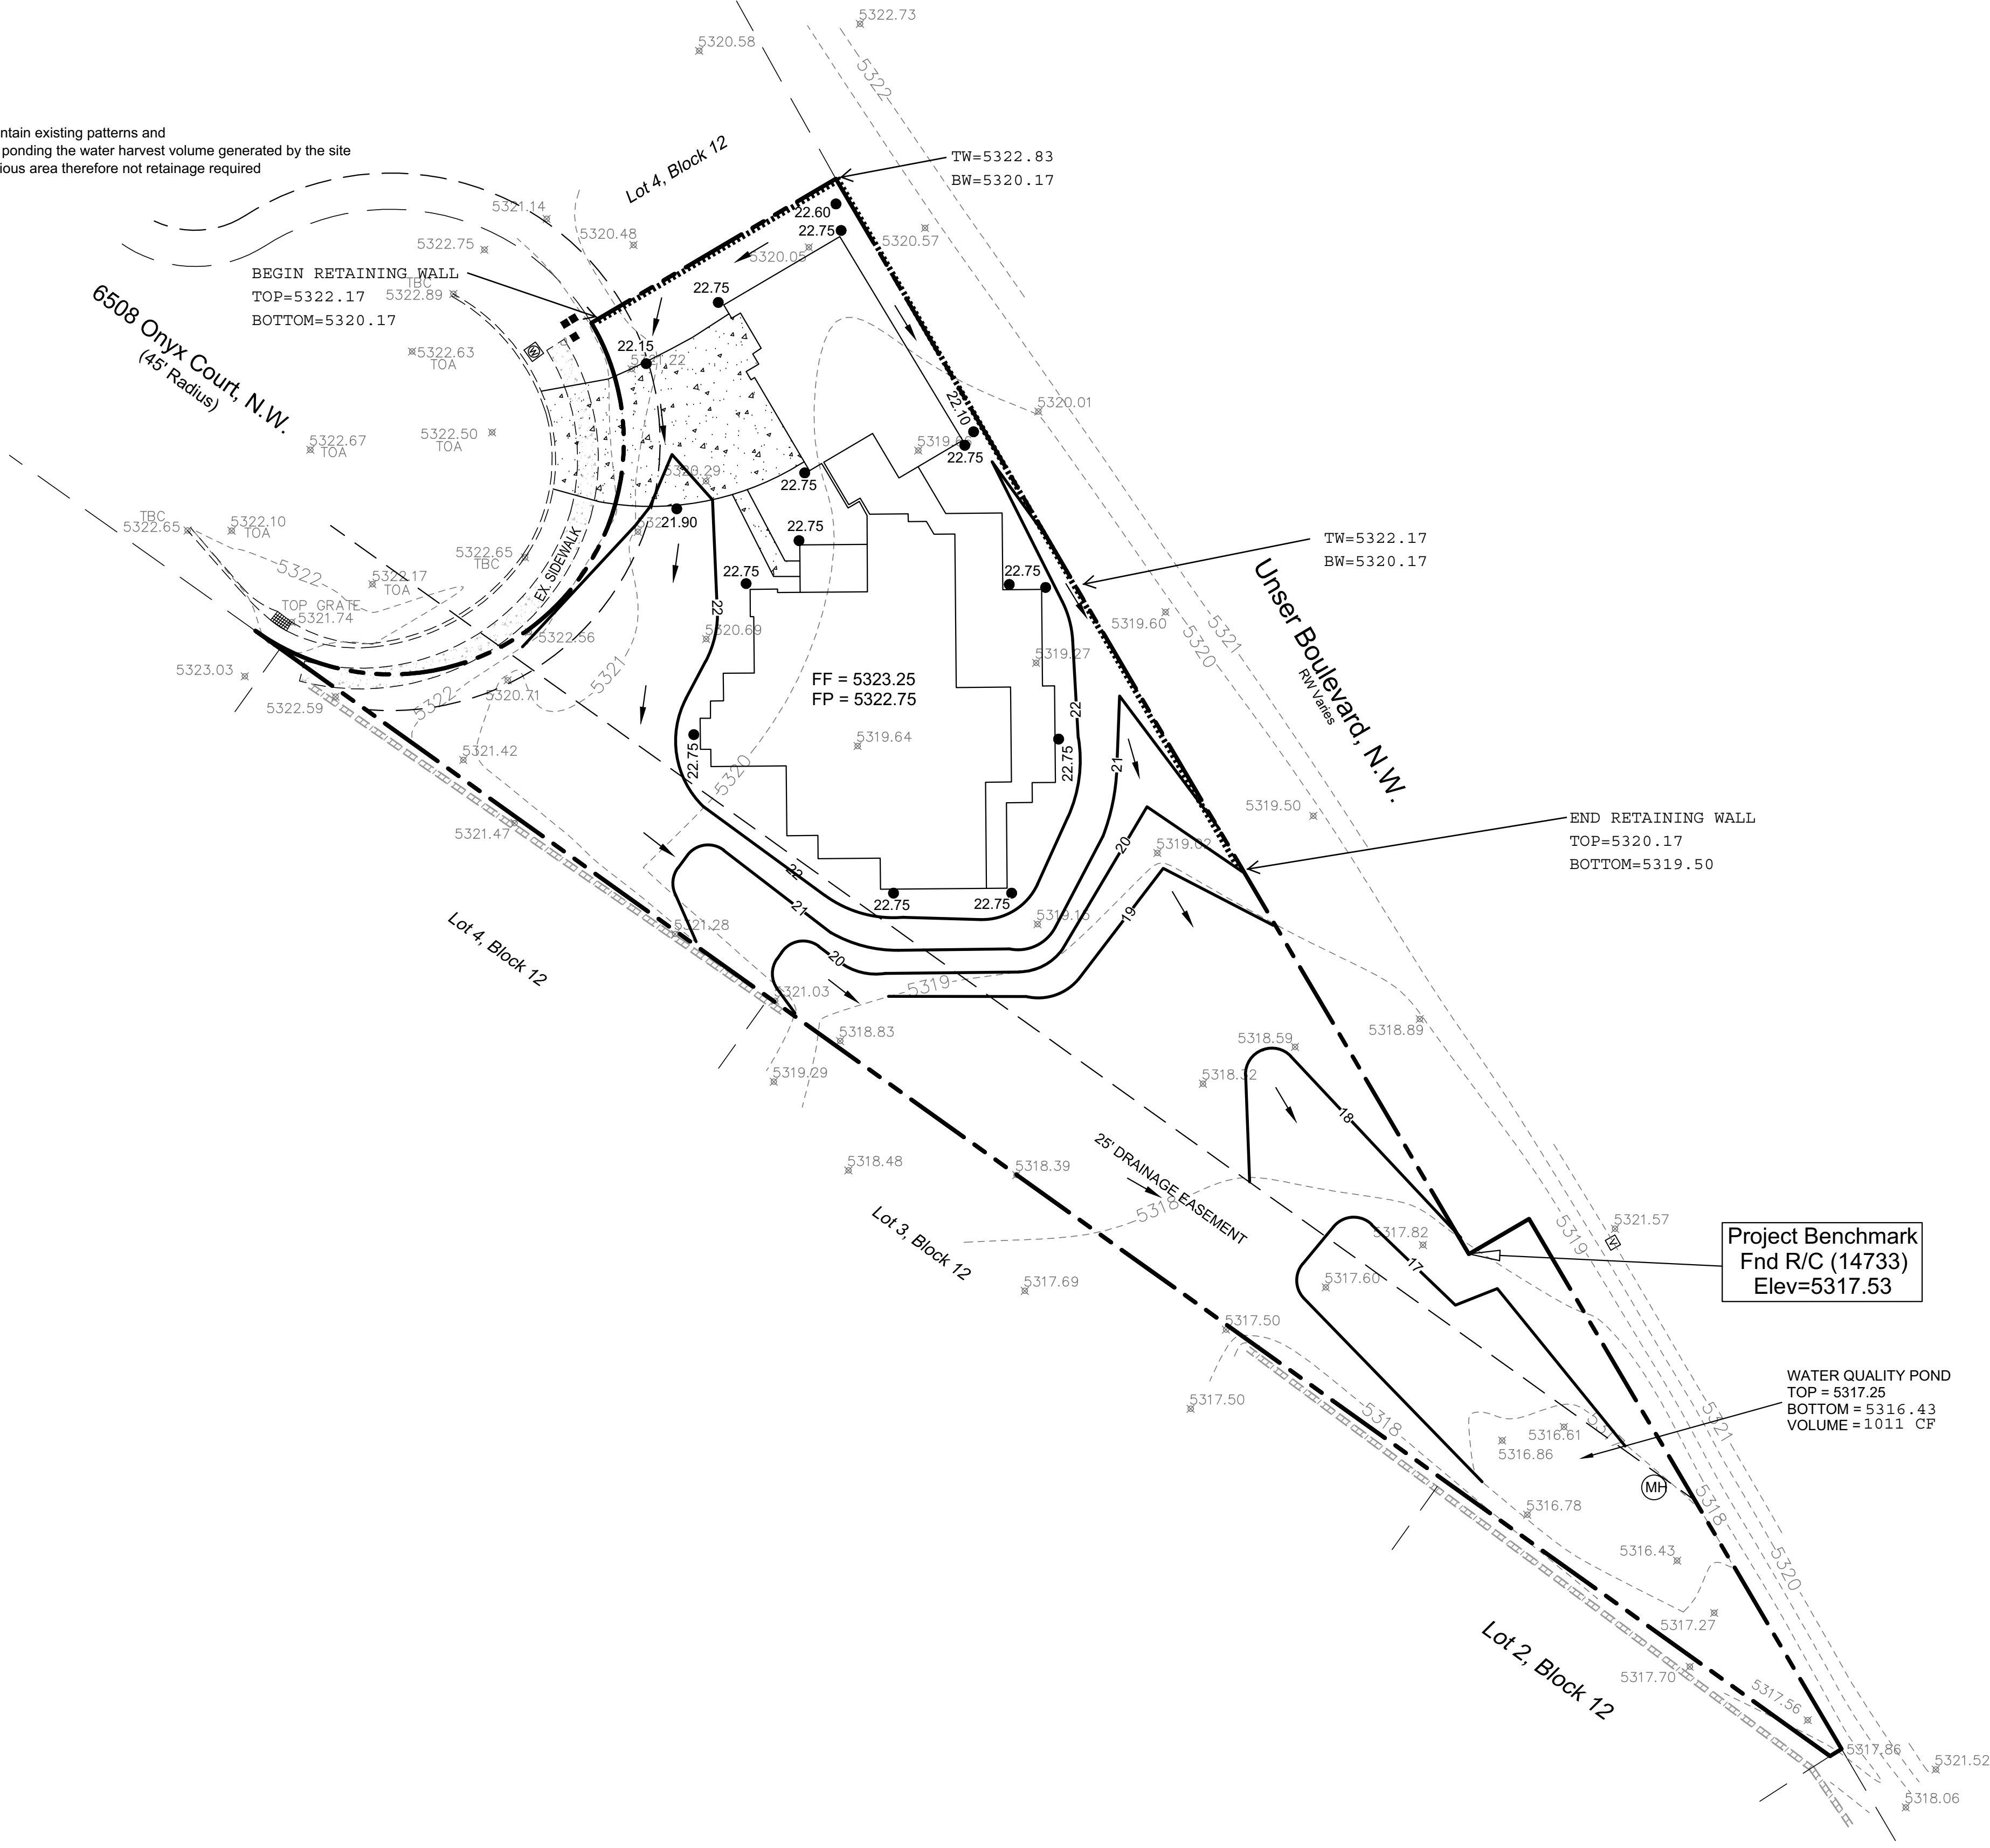 5322.73
5320.58
5322
ntain existing patterns and
ponding the water harvest volume generated by the site
ious area therefore not retainage required
Lot 4, Block 12
TW=5322.83
BW=5320.17
5321.14
22.60
22.75
5320.48
5322.75
5320.57
5320.05
BEGIN RETAINING WALL
TOP=5322.17
BOTTOM=5320.17
TBC
5322.89
22.75
6508 Onyx Court, N.W.
(45' Radius)
W
22.15
5321.22
5322.63
TOA
22.10
5320.01
5322.67
TOA
5322.50
TOA
22.75
5320.29
22.75
TBC
5322.65
5322.10
TOA
21.90
22.75
TW=5322.17
BW=5320.17
5322.65
TBC
EX. SIDEWALK
5322
5322.17
TOA
22.75
22.75
Unser Boulevard, N.W.
RW Varies
TOP GRATE
5321.74
22
5319.60
5321
5320
5322.56
5320.69
5323.03
5319.27
5321
FF = 5323.25
FP = 5322.75
5320.71
5322.59
5322
22
5319.64
22.75
22.75
21
5321.42
5320
5319.50
END RETAINING WALL
TOP=5320.17
BOTTOM=5319.50
5321.47
20
5319.02
22
22.75
22.75
21
19
5321.28
Lot 4, Block 12
20
5319
5321.03
5318.83
5318.59
5318.89
5319.29
5318.32
18
25' DRAINAGE EASEMENT
5318.48
5318.39
5318
Lot 3, Block 12
5317.82
5319
5321.57
V
Project Benchmark
Fnd R/C (14733)
Elev=5317.53
17
5317.69
5317.60
5317.50
WATER QUALITY POND
TOP = 5317.25
BOTTOM = 5316.43
VOLUME = 1011 CF
5317.50
5318
5316.61
5316.86
5321
MH
5316.78
5318
5316.43
5320
5317.27
Lot 2, Block 12
5317.70
5317.56
5317.86
5321.52
5318.06